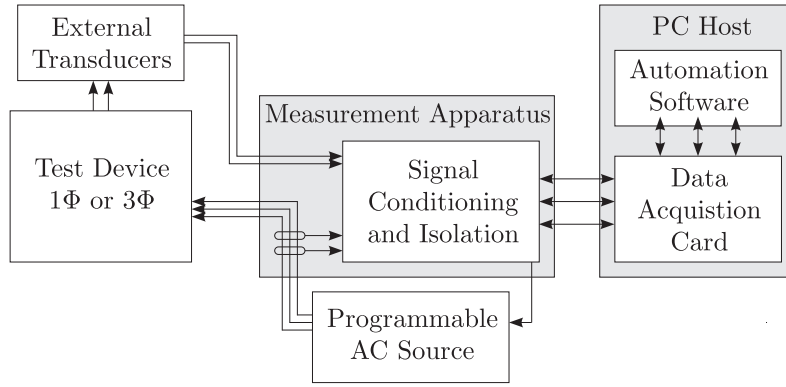 External
Transducers
PC Host
Automation
Software
Measurement Apparatus
Test Device
1Φ or 3Φ
Signal
Conditioning
and Isolation
Data
Acquistion
Card
Programmable
AC Source